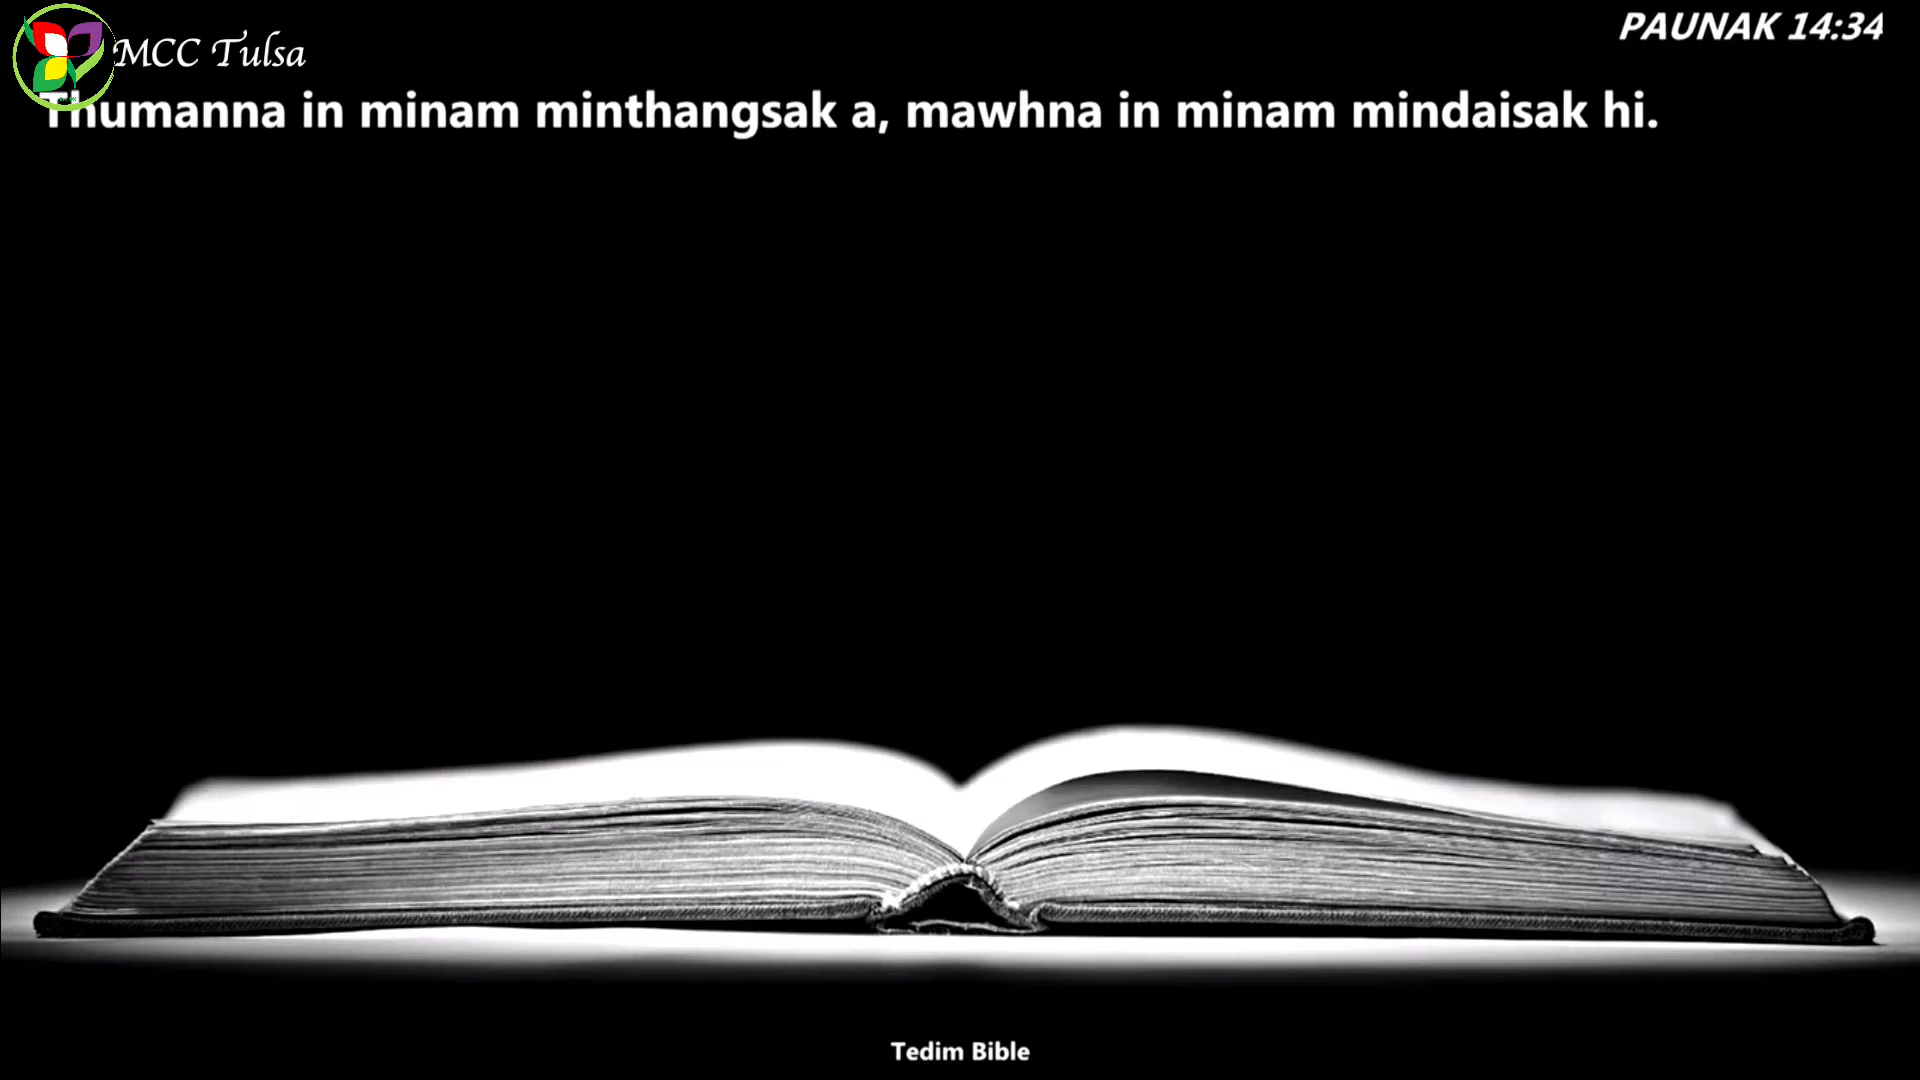 MCC Tulsa
PAUNAK 14:34
Thumanna in minam minthangsak a, mawhna in minam mindaisak hi.
Tedim Bible